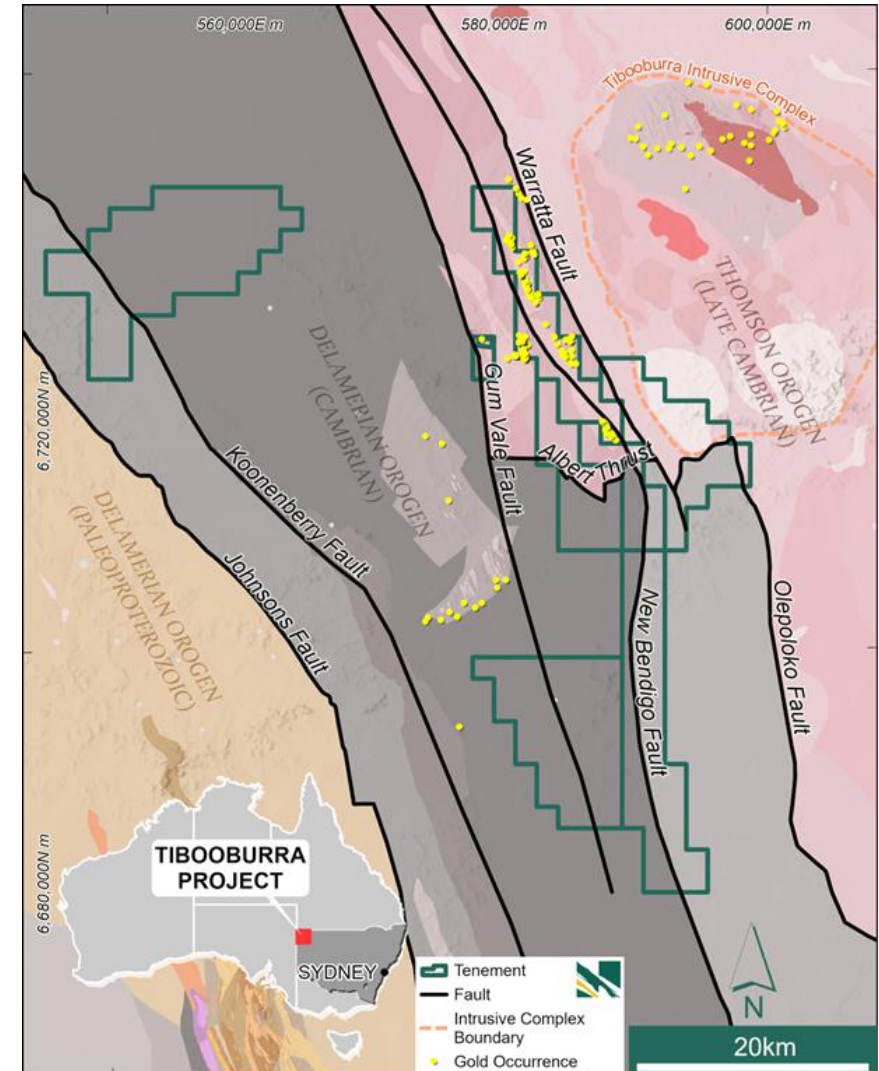 560,000E m
580,000E m
600,000E m
Tibooburra Intrusive Complex
Warratta Fault
THOMSON OROGEN
(LATE CAMBRIAN)
DELAMERIAN OROGEN
(CAMBRIAN)
6,720,000N m
Gum Vale Fault
Albert Thrust
Koonenberry Fault
DELAMERIAN OROGEN
(PALEOPROTEROZOIC)
Johnsons Fault
New Bendigo Fault
Olepoloko Fault
6,680,000N m
TIBOOBURRA
PROJECT
SYDNEY
Tenement
Fault
Intrusive Complex
Boundary
Gold Occurrence
N
20km